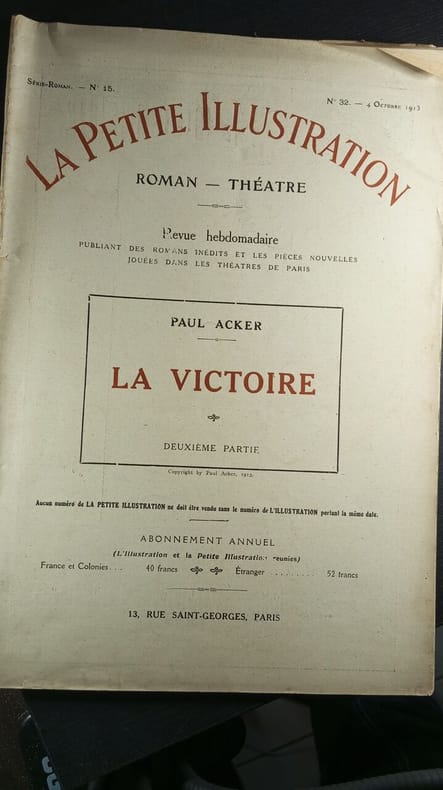 Série-Roman. — N° 15.
N° 32. — 4 Octobre 1913
LA PETITE ILLUSTRATION
ROMAN — THÉATRE
Revue hebdomadaire
PUBLIANT DES ROMANS INÉDITS ET LES PIÈCES NOUVELLES
JOUÉES DANS LES THÉATRES DE PARIS
PAUL ACKER
LA VICTOIRE
DEUXIÈME PARTIE
Copyright by Paul Acker, 1913.
Aucun numéro de LA PETITE ILLUSTRATION ne doit être vendu sans le numéro de L'ILLUSTRATION portant la même date.
ABONNEMENT ANNUEL
(L'Illustration et la Petite Illustration réunies)
France et Colonies... 40 francs Étranger ......... 52 francs
13, RUE SAINT-GEORGES, PARIS